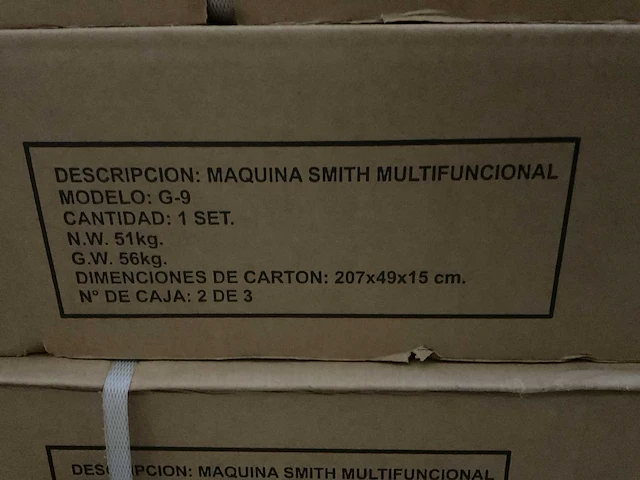 DESCRIPCION: MAQUINA SMITH MULTIFUNCIONAL
MODELO: G-9
CANTIDAD: 1 SET.
N.W. 51kg.
G.W. 56kg.
DIMENCIONES DE CARTON: 207x49x15 cm.
Nº DE CAJA: 2 DE 3
MAQUINA SMITH MULTIFUNCIONAL